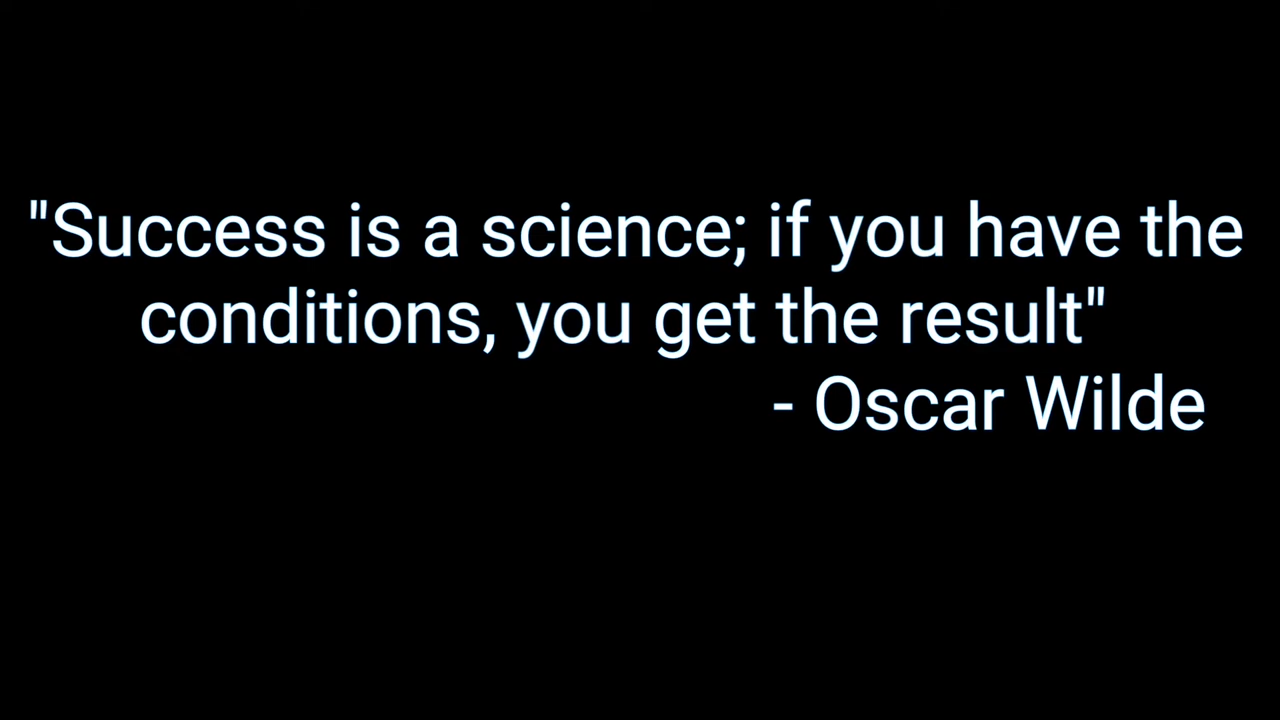 "Success is a science; if you have the
conditions, you get the result"
- Oscar Wilde